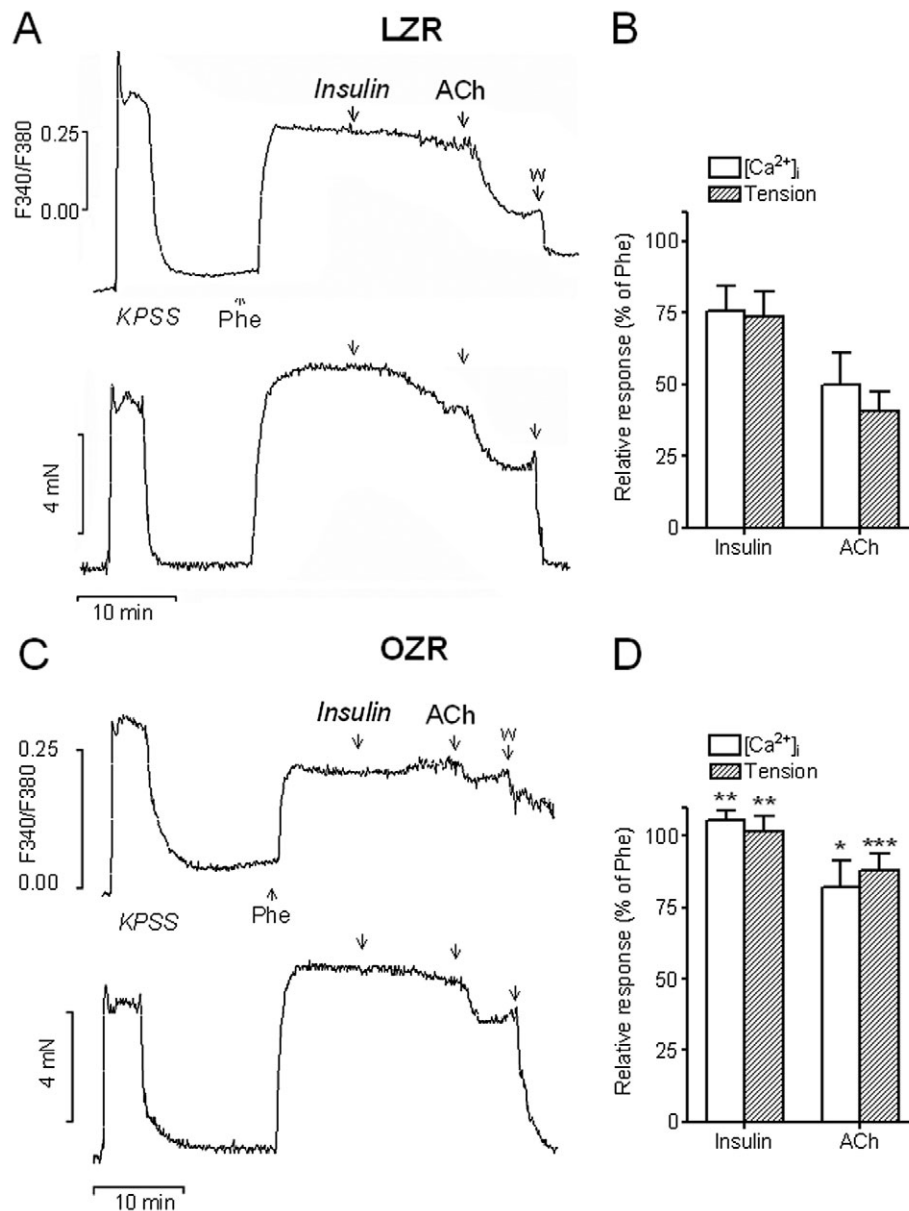 A
LZR
Insulin
ACh
W
F340/F380
0.25
0.00
KPSS
Phe
4 mN
10 min
B
[Ca²⁺]ᵢ
Tension
Relative response (% of Phe)
100
75
50
25
0
Insulin
ACh
C
OZR
Insulin
ACh
W
F340/F380
0.25
0.00
KPSS
Phe
4 mN
10 min
D
[Ca²⁺]ᵢ
Tension
Relative response (% of Phe)
100
75
50
25
0
** ** * ***
Insulin
ACh